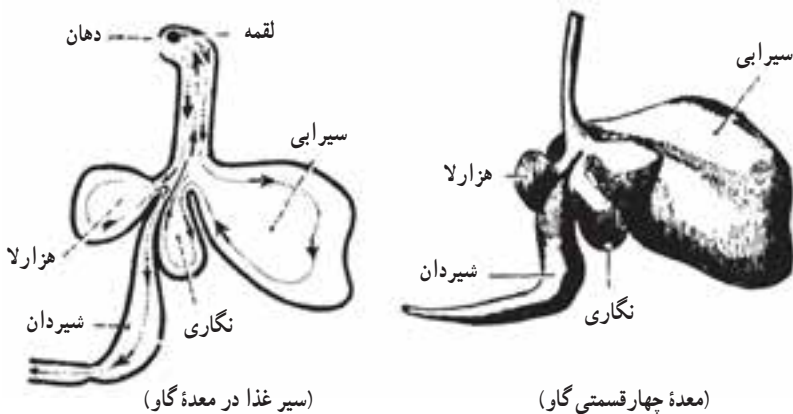 سیرابی
هزارلا
شیردان
نگاری
(معدهٔ چهارقسمتی گاو)
لقمه
دهان
سیرابی
هزارلا
نگاری
شیردان
(سیر غذا در معدهٔ گاو)